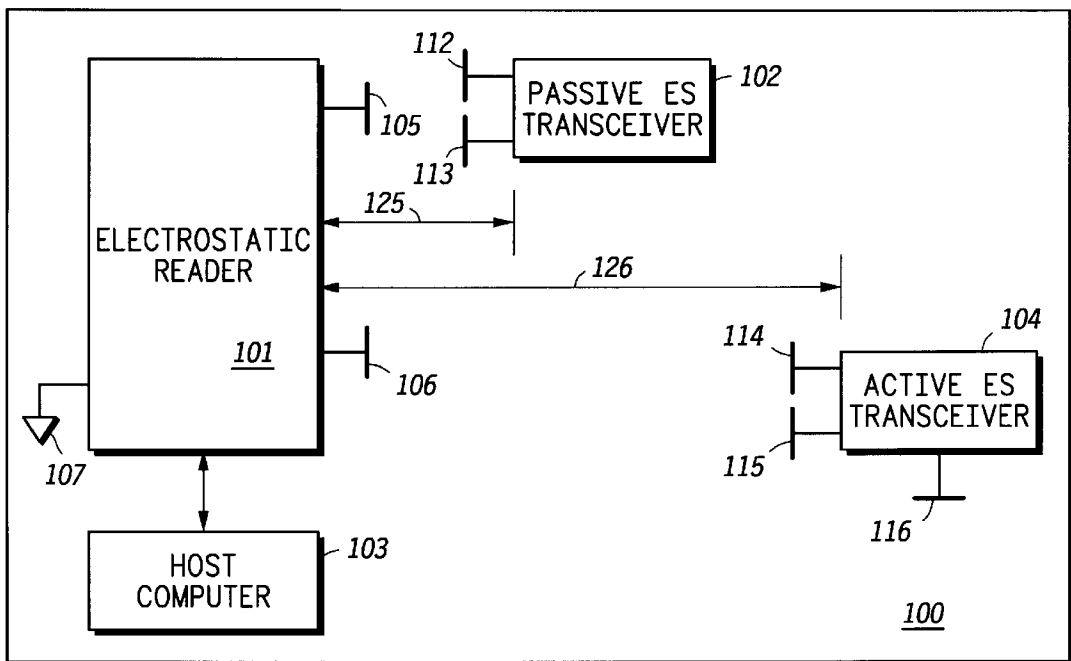 112
102
PASSIVE ES
TRANSCEIVER
105
113
125
ELECTROSTATIC
READER
126
101
106
114
104
ACTIVE ES
TRANSCEIVER
115
107
116
HOST
COMPUTER
103
100